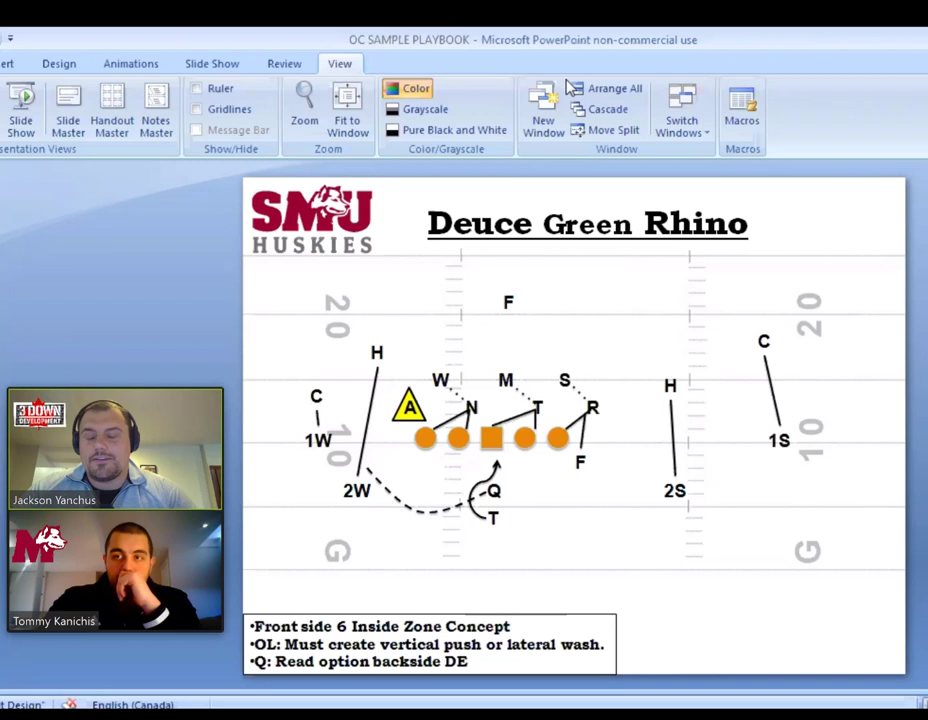 OC SAMPLE PLAYBOOK - Microsoft PowerPoint non-commercial use
ert Design Animations Slide Show Review View
Slide Show
Slide Master
Handout Master
Notes Master
esentation Views
Ruler
Gridlines
Message Bar
Show/Hide
Zoom
Fit to Window
Zoom
Color
Grayscale
Pure Black and White
Color/Grayscale
New Window
Arrange All
Cascade
Move Split
Switch Windows
Window
Macros
Macros
SMU
HUSKIES
Deuce Green Rhino
F
20
20
C
H
W M S
H
C
A N T R
1W
10
1S
10
F
2W
Q
2S
T
G
G
3DOWN
DEVELOPMENT
Jackson Yanchus
M
Tommy Kanichis
•Front side 6 Inside Zone Concept
•OL: Must create vertical push or lateral wash.
•Q: Read option backside DE
Design"
English (Canada)